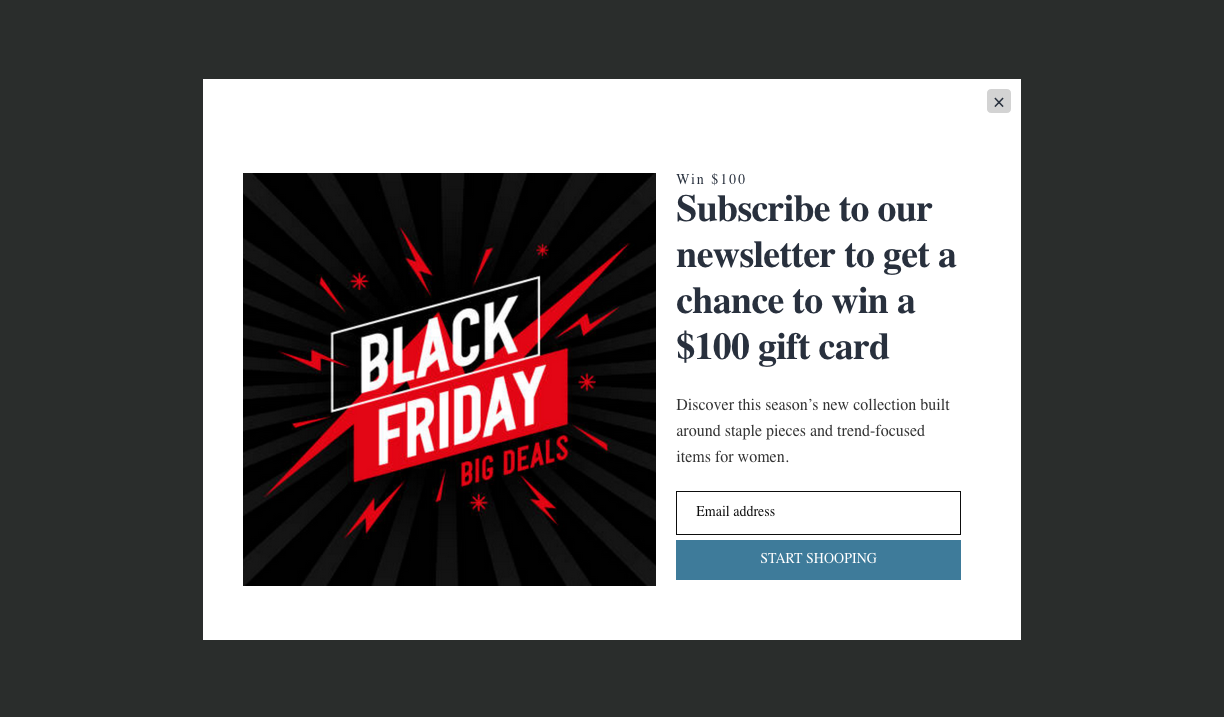 ×
BLACK
FRIDAY
BIG DEALS
Win $100
Subscribe to our
newsletter to get a
chance to win a
$100 gift card
Discover this season’s new collection built
around staple pieces and trend-focused
items for women.
Email address
START SHOOPING